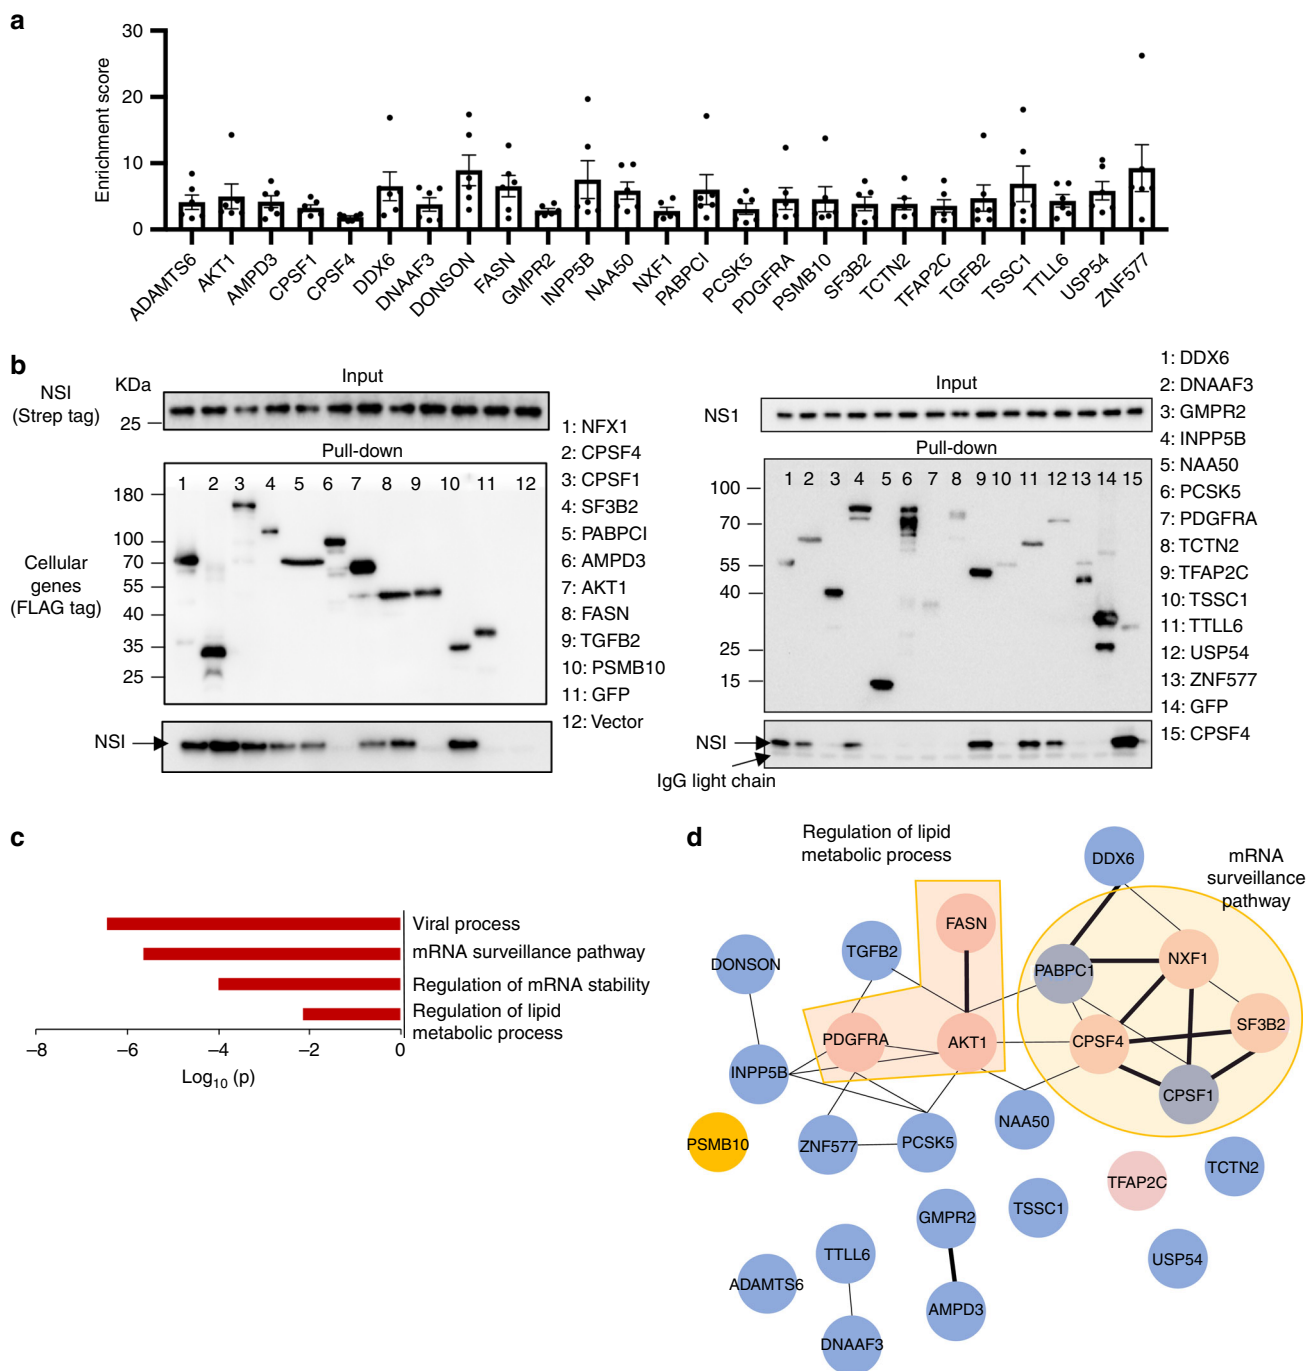 a
Enrichment score
30
20
10
0
ADAMTS6
AKT1
AMPD3
CPSF1
CPSF4
DDX6
DNAAF3
DONSON
FASN
GMPR2
INPP5B
NAA50
NXF1
PABPCI
PCSK5
PDGFRA
PSMB10
SF3B2
TCTN2
TFAP2C
TGFB2
TSSC1
TTLL6
USP54
ZNF577
b
NSI
(Strep tag)
KDa
25
Input
Pull-down
1 2 3 4 5 6 7 8 9 10 11 12
180
100
70
55
40
35
25
Cellular
genes
(FLAG tag)
NSI
1: NFX1
2: CPSF4
3: CPSF1
4: SF3B2
5: PABPCI
6: AMPD3
7: AKT1
8: FASN
9: TGFB2
10: PSMB10
11: GFP
12: Vector
Input
NS1
Pull-down
1 2 3 4 5 6 7 8 9 10 11 12 13 14 15
100
70
55
40
25
15
NSI
IgG light chain
1: DDX6
2: DNAAF3
3: GMPR2
4: INPP5B
5: NAA50
6: PCSK5
7: PDGFRA
8: TCTN2
9: TFAP2C
10: TSSC1
11: TTLL6
12: USP54
13: ZNF577
14: GFP
15: CPSF4
c
Viral process
mRNA surveillance pathway
Regulation of mRNA stability
Regulation of lipid
metabolic process
−8 −6 −4 −2 0
Log10 (p)
d
Regulation of lipid
metabolic process
mRNA
surveillance
pathway
DDX6
FASN
TGFB2
DONSON
PABPC1
NXF1
SF3B2
PDGFRA
AKT1
CPSF4
INPP5B
CPSF1
NAA50
PSMB10
ZNF577
PCSK5
TFAP2C
TCTN2
TSSC1
GMPR2
TTLL6
USP54
ADAMTS6
AMPD3
DNAAF3